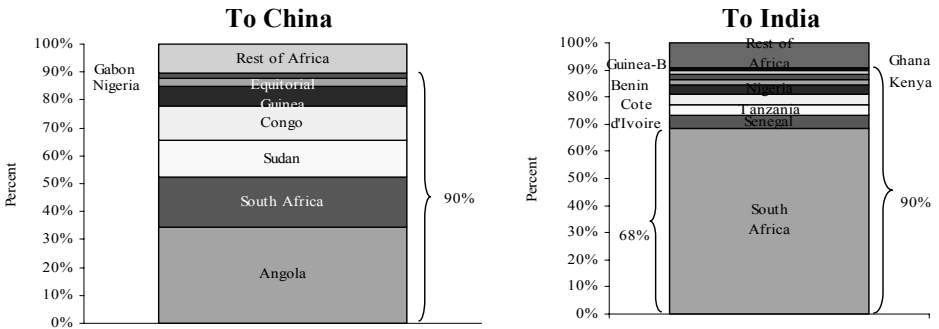 To China
100%
90%
80%
70%
60%
50%
40%
30%
20%
10%
0%
Percent
Gabon
Nigeria
Rest of Africa
Equitorial
Guinea
Congo
Sudan
South Africa
Angola
90%
To India
100%
90%
80%
70%
60%
50%
40%
30%
20%
10%
0%
Percent
Guinea-B
Benin
Cote
d'Ivoire
68%
Rest of
Africa
Nigeria
Tanzania
Senegal
South
Africa
Ghana
Kenya
90%